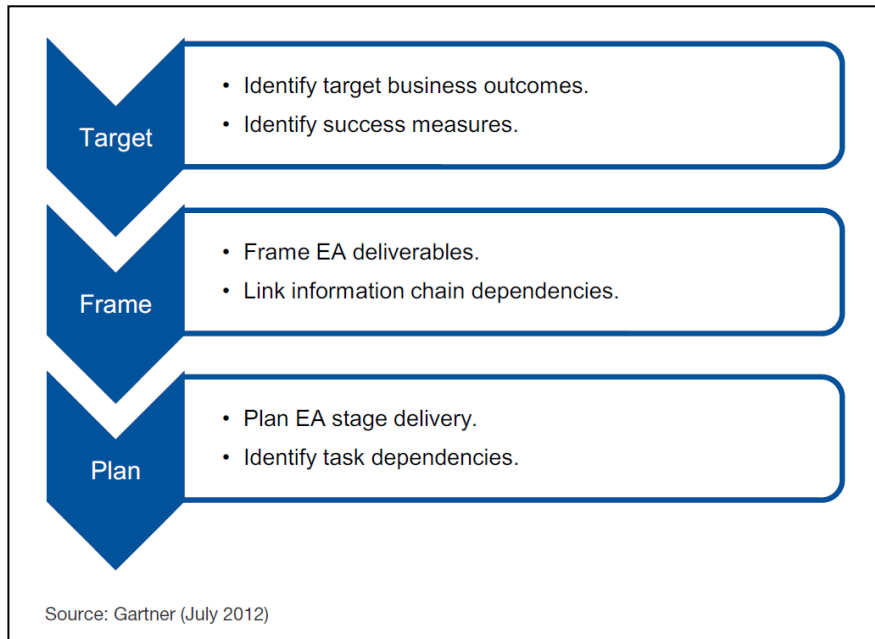 Target
• Identify target business outcomes.
• Identify success measures.
Frame
• Frame EA deliverables.
• Link information chain dependencies.
Plan
• Plan EA stage delivery.
• Identify task dependencies.
Source: Gartner (July 2012)